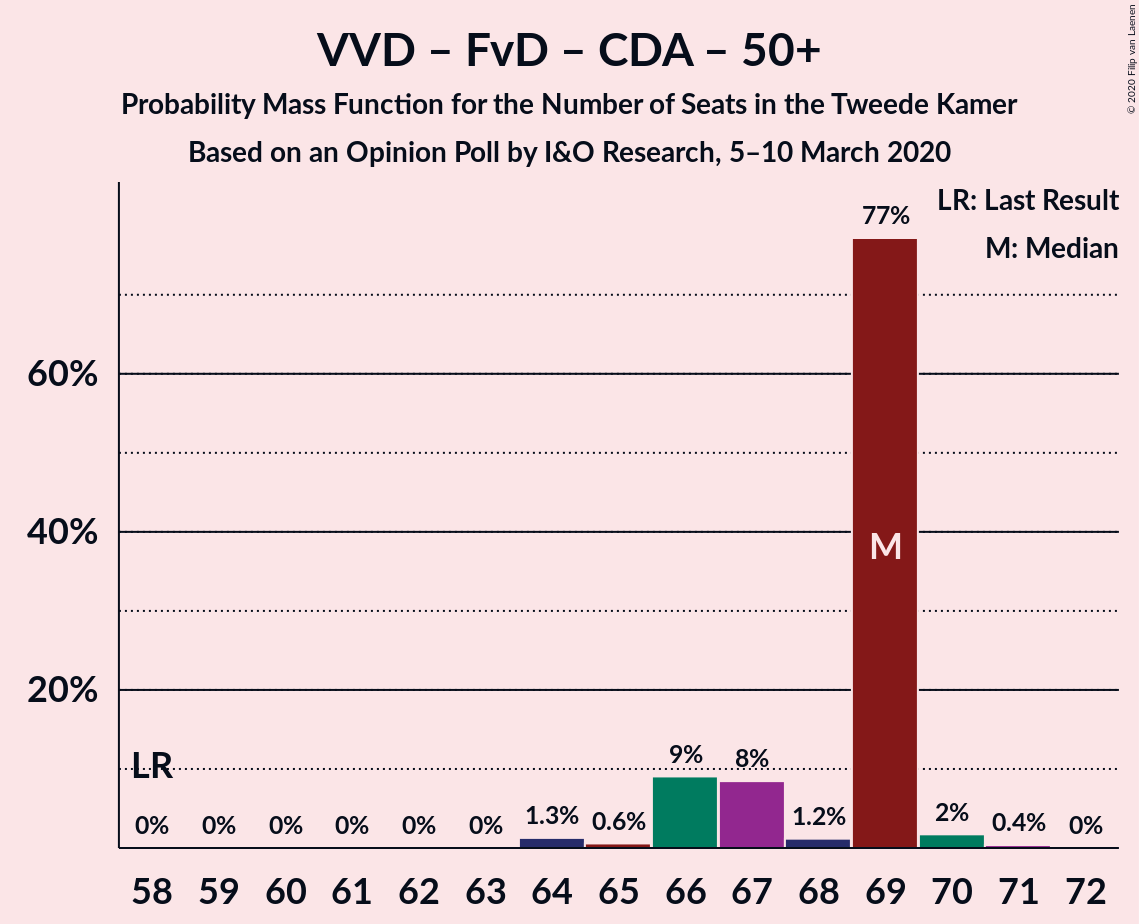 VVD – FvD – CDA – 50+
Probability Mass Function for the Number of Seats in the Tweede Kamer
Based on an Opinion Poll by I&O Research, 5–10 March 2020
© 2020 Filip van Laenen
LR: Last Result
M: Median
77%
60%
40%
M
20%
LR
9%
8%
0%
0%
0%
0%
0%
0%
1.3%
0.6%
1.2%
2%
0.4%
0%
58 59 60 61 62 63 64 65 66 67 68 69 70 71 72